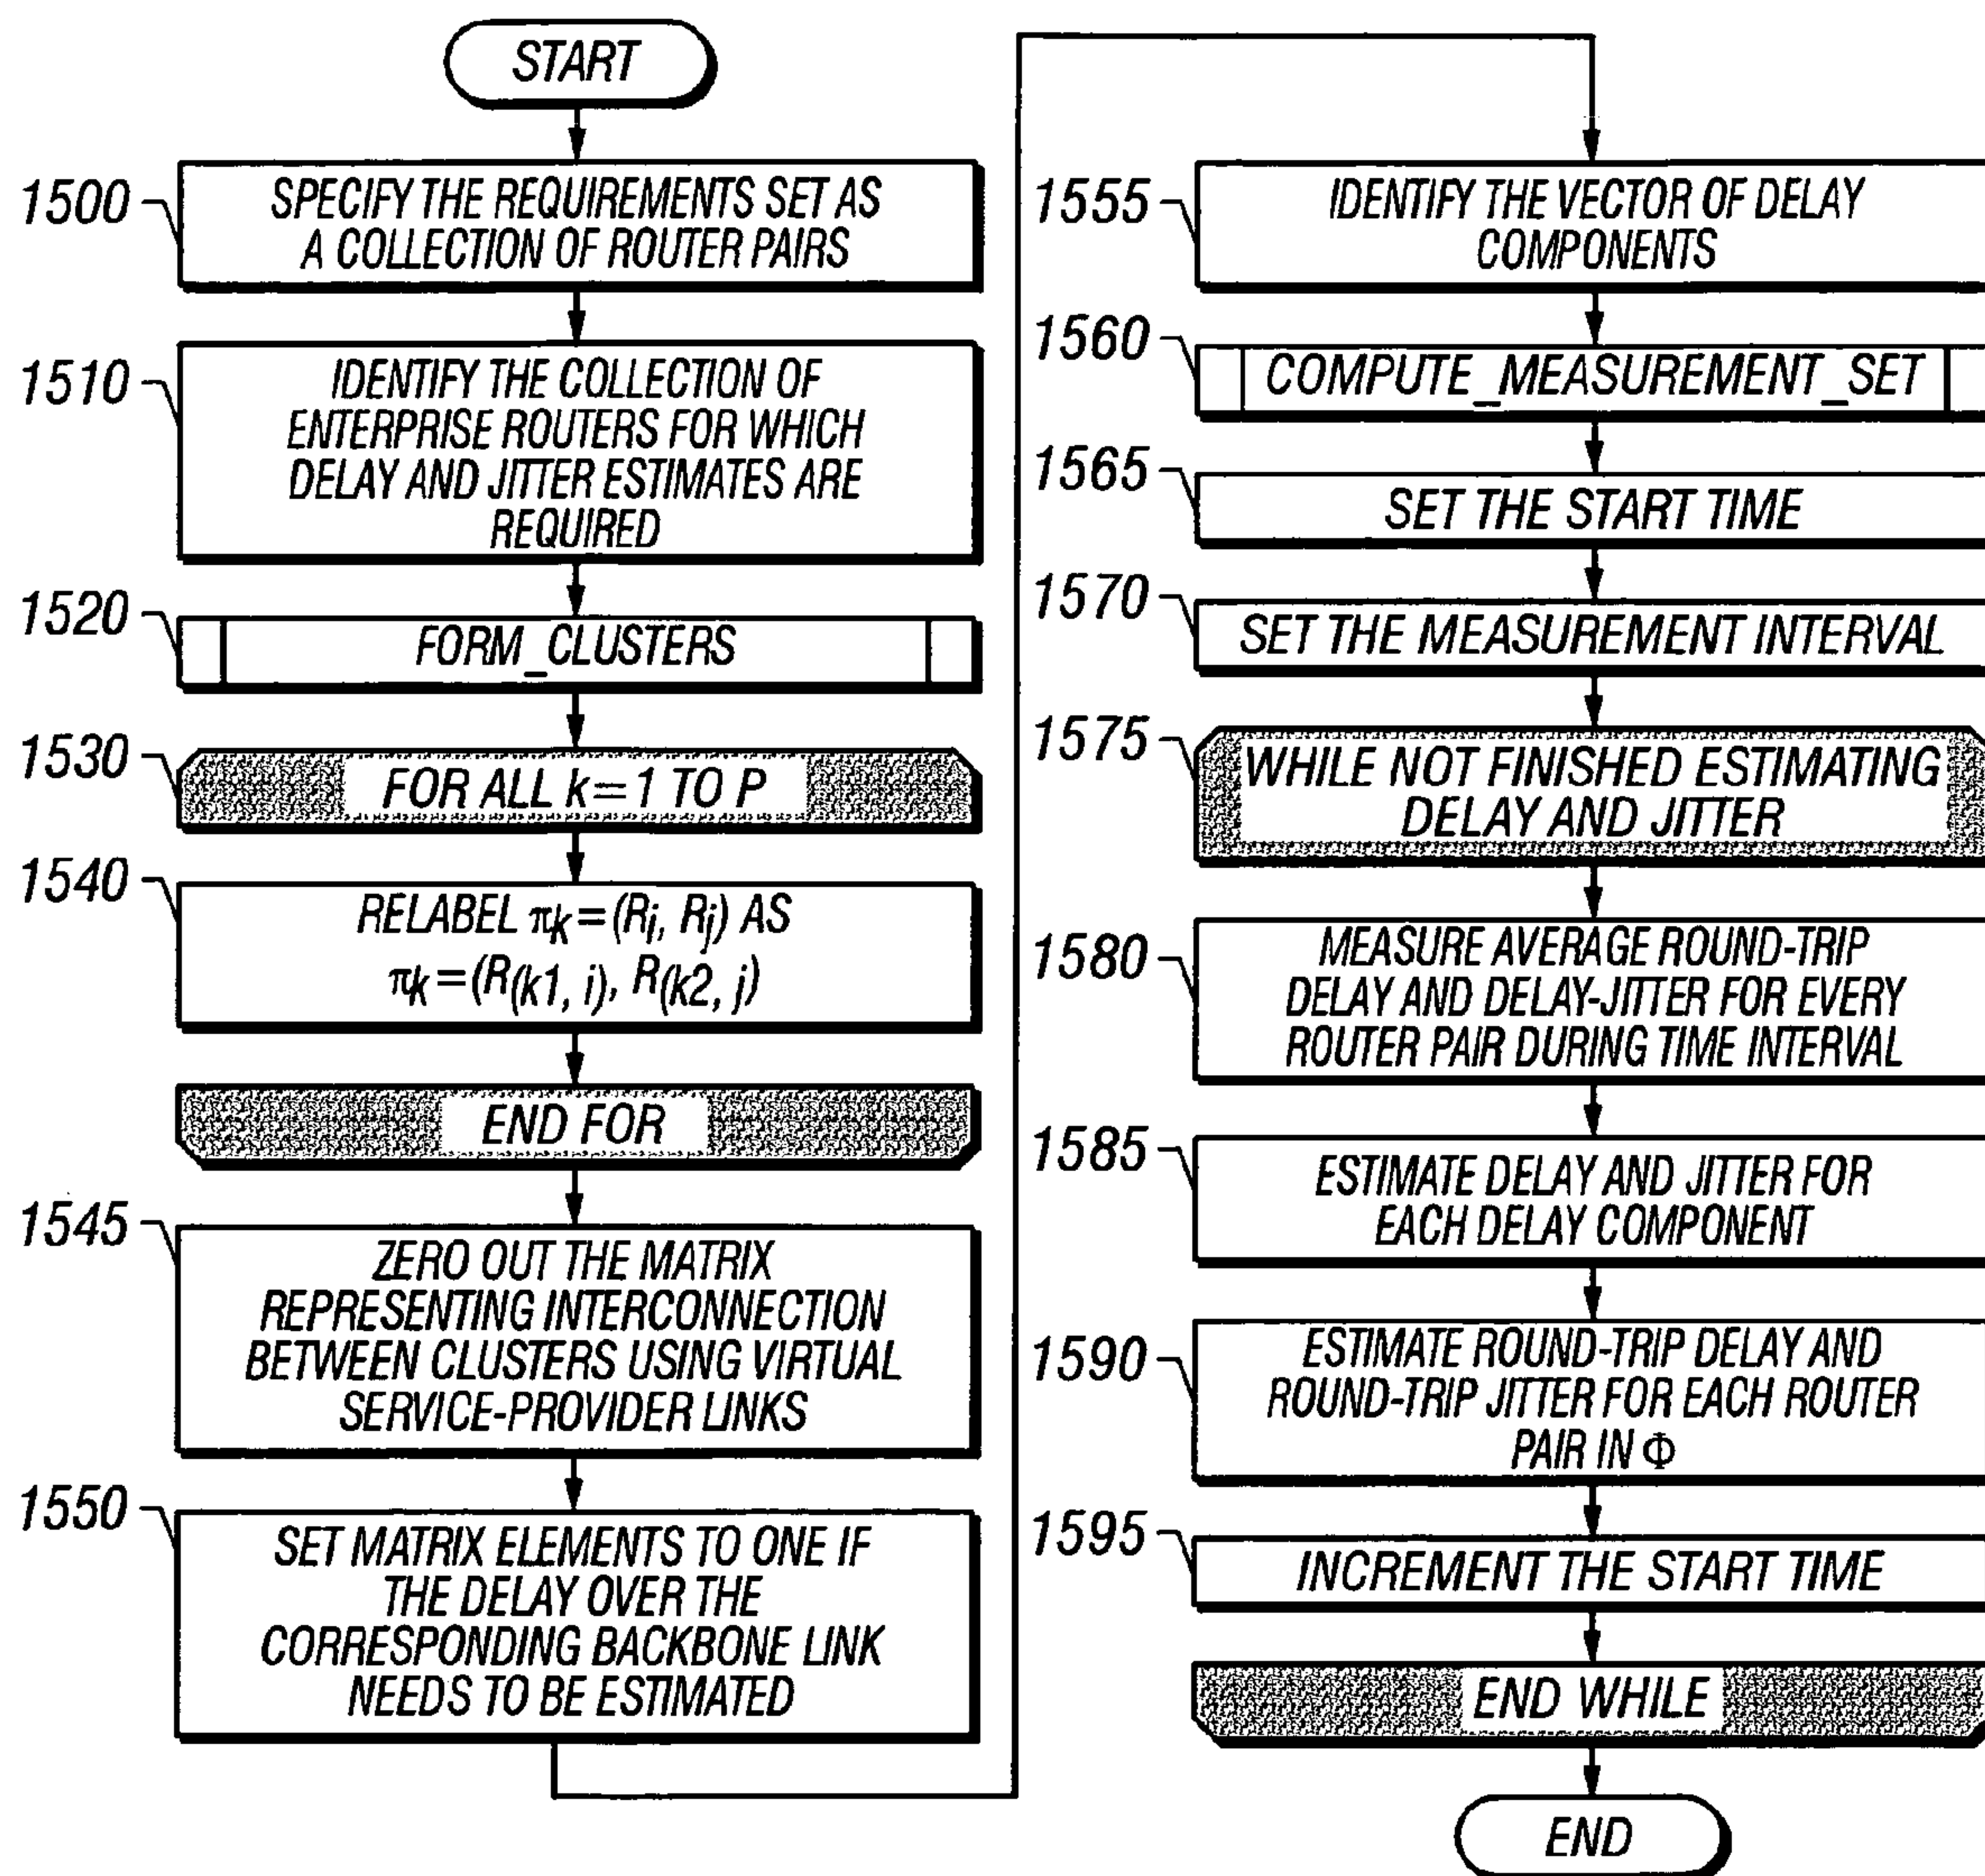 START
1500
SPECIFY THE REQUIREMENTS SET AS
A COLLECTION OF ROUTER PAIRS
1510
IDENTIFY THE COLLECTION OF
ENTERPRISE ROUTERS FOR WHICH
DELAY AND JITTER ESTIMATES ARE
REQUIRED
1520
FORM_CLUSTERS
1530
FOR ALL k=1 TO P
1540
RELABEL πk=(Ri, Rj) AS
πk=(R(k1, i), R(k2, j)
END FOR
1545
ZERO OUT THE MATRIX
REPRESENTING INTERCONNECTION
BETWEEN CLUSTERS USING VIRTUAL
SERVICE-PROVIDER LINKS
1550
SET MATRIX ELEMENTS TO ONE IF
THE DELAY OVER THE
CORRESPONDING BACKBONE LINK
NEEDS TO BE ESTIMATED
1555
IDENTIFY THE VECTOR OF DELAY
COMPONENTS
1560
COMPUTE_MEASUREMENT_SET
1565
SET THE START TIME
1570
SET THE MEASUREMENT INTERVAL
1575
WHILE NOT FINISHED ESTIMATING
DELAY AND JITTER
1580
MEASURE AVERAGE ROUND-TRIP
DELAY AND DELAY-JITTER FOR EVERY
ROUTER PAIR DURING TIME INTERVAL
1585
ESTIMATE DELAY AND JITTER FOR
EACH DELAY COMPONENT
1590
ESTIMATE ROUND-TRIP DELAY AND
ROUND-TRIP JITTER FOR EACH ROUTER
PAIR IN Φ
1595
INCREMENT THE START TIME
END WHILE
END